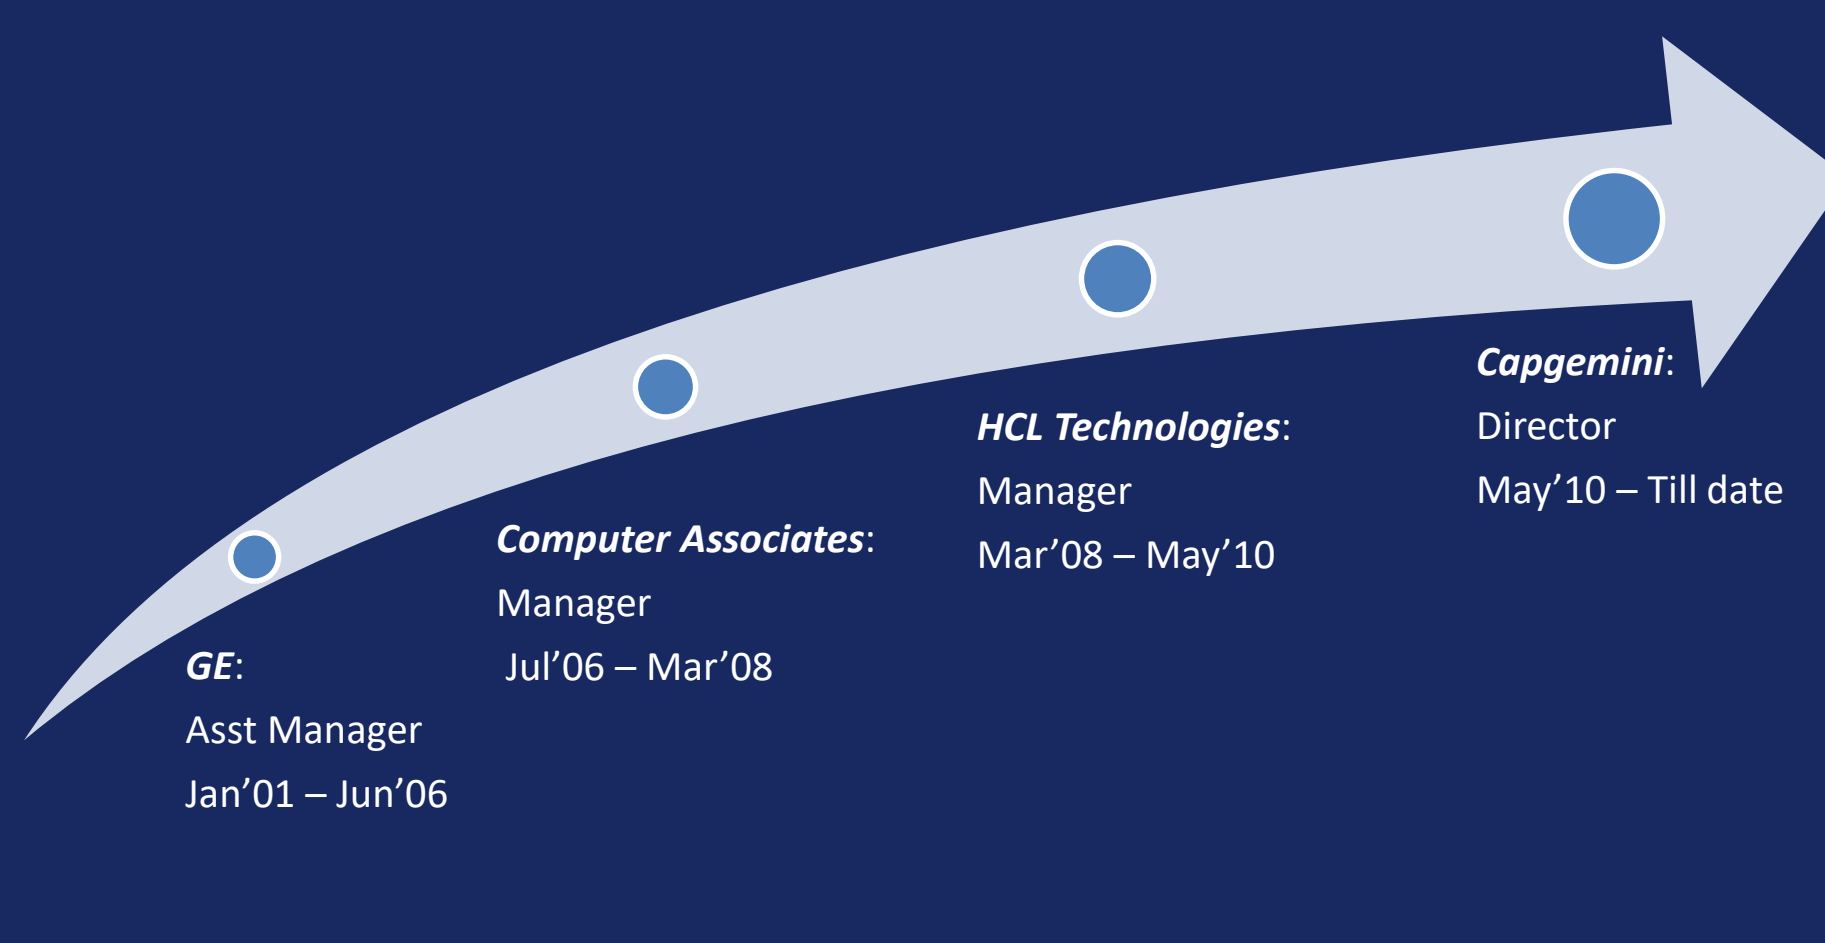 GE:
Asst Manager
Jan’01 – Jun’06
Computer Associates:
Manager
Jul’06 – Mar’08
HCL Technologies:
Manager
Mar’08 – May’10
Capgemini:
Director
May’10 – Till date